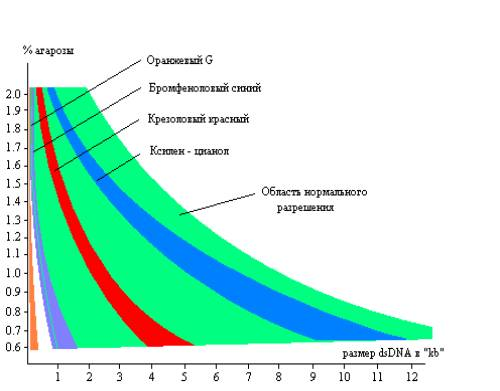 % агарозы
Оранжевый G
Бромфеноловый синий
Крезоловый красный
Ксилен - цианол
Область нормального
разрешения
2.0
1.9
1.8
1.7
1.6
1.5
1.4
1.3
1.2
1.1
1.0
0.9
0.8
0.7
0.6
размер dsDNA в "kb"
1 2 3 4 5 6 7 8 9 10 11 12